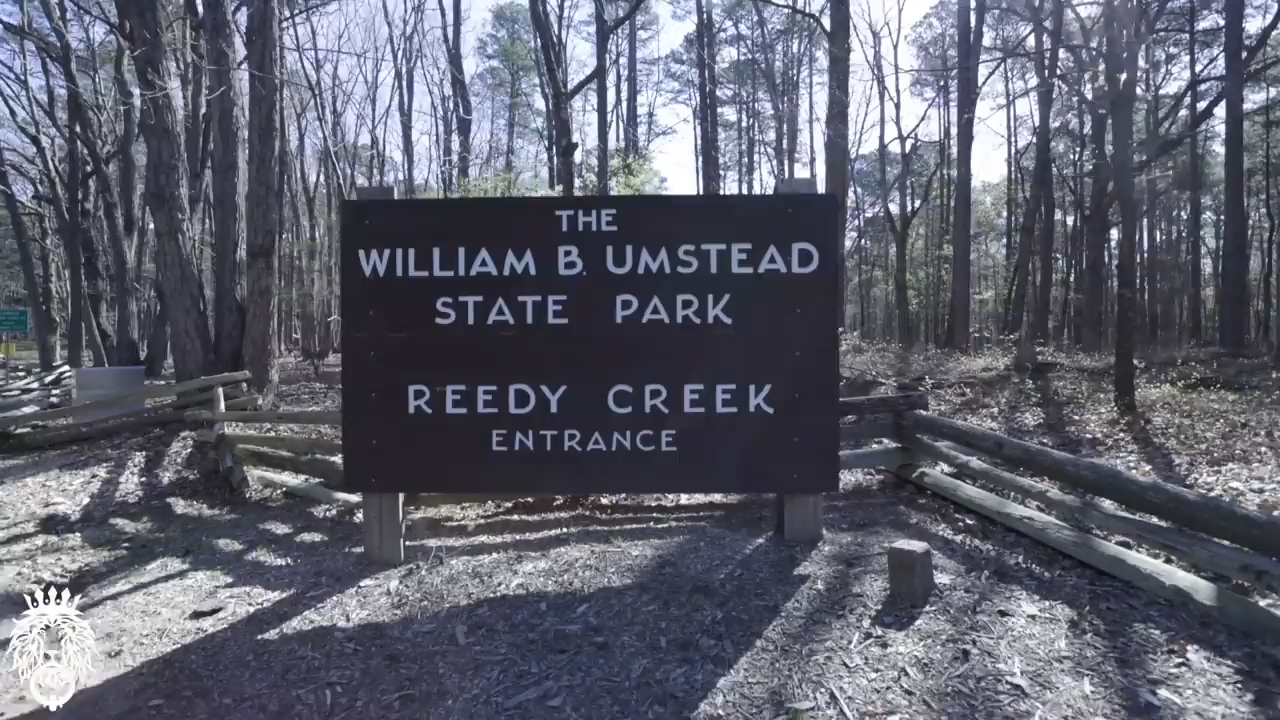 THE
WILLIAM B. UMSTEAD
STATE PARK
REEDY CREEK
ENTRANCE